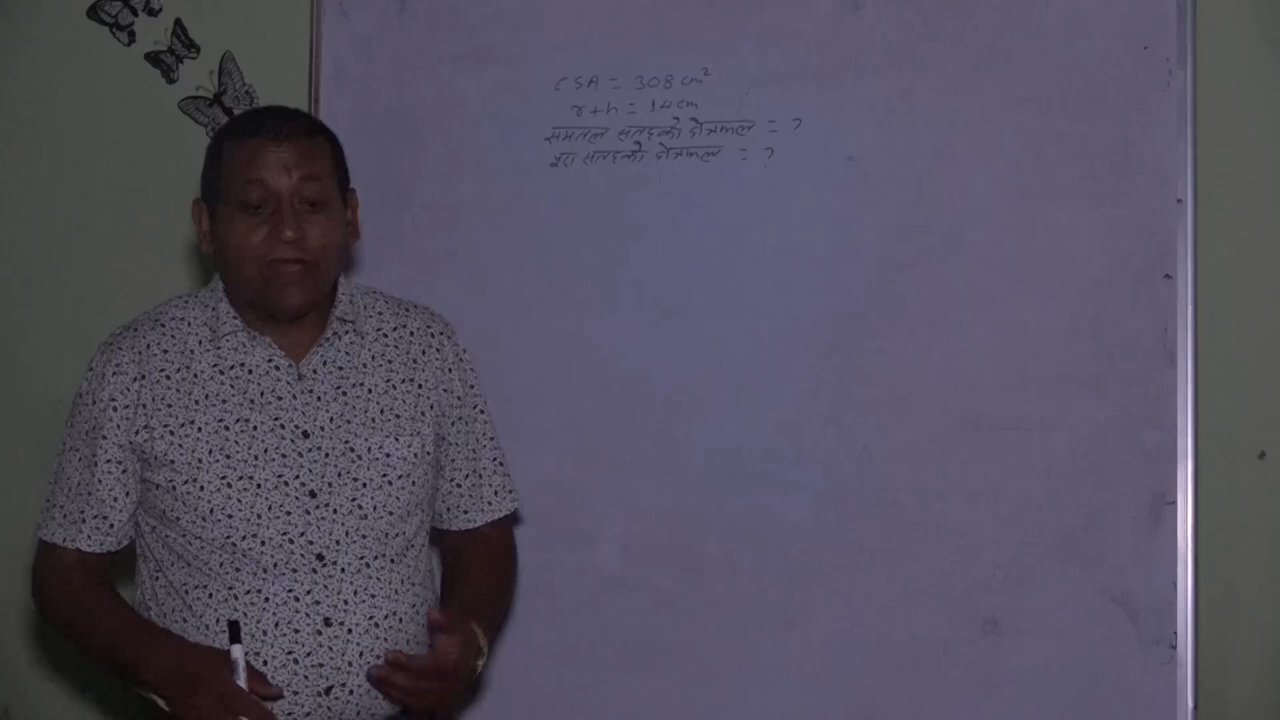 CSA = 308 cm²
r + h = 14 cm
समतल सतहको क्षेत्रफल = ?
पूरा सतहको क्षेत्रफल = ?